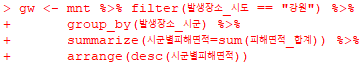 > gw <- mnt %>% filter(발생장소_시도 == "강원") %>%
+ group_by(발생장소_시군) %>%
+ summarize(시군별피해면적=sum(피해면적_합계)) %>%
+ arrange(desc(시군별피해면적))